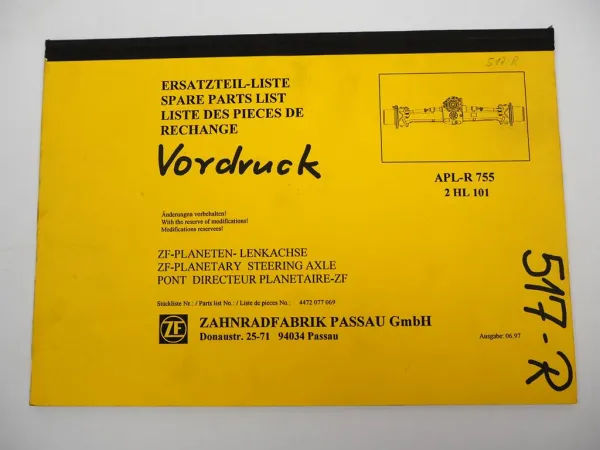 517-R
ERSATZTEIL-LISTE
SPARE PARTS LIST
LISTE DES PIECES DE
RECHANGE
Vordruck
APL-R 755
2 HL 101
Änderungen vorbehalten!
With the reserve of modifications!
Modifications reservees!
ZF-PLANETEN- LENKACHSE
ZF-PLANETARY STEERING AXLE
PONT DIRECTEUR PLANETAIRE-ZF
Stückliste Nr.: / Parts list No.: / Liste de pieces No.: 4472 077 069
ZF
ZAHNRADFABRIK PASSAU GmbH
Donaustr. 25-71 94034 Passau
Ausgabe: 06.97
517-R